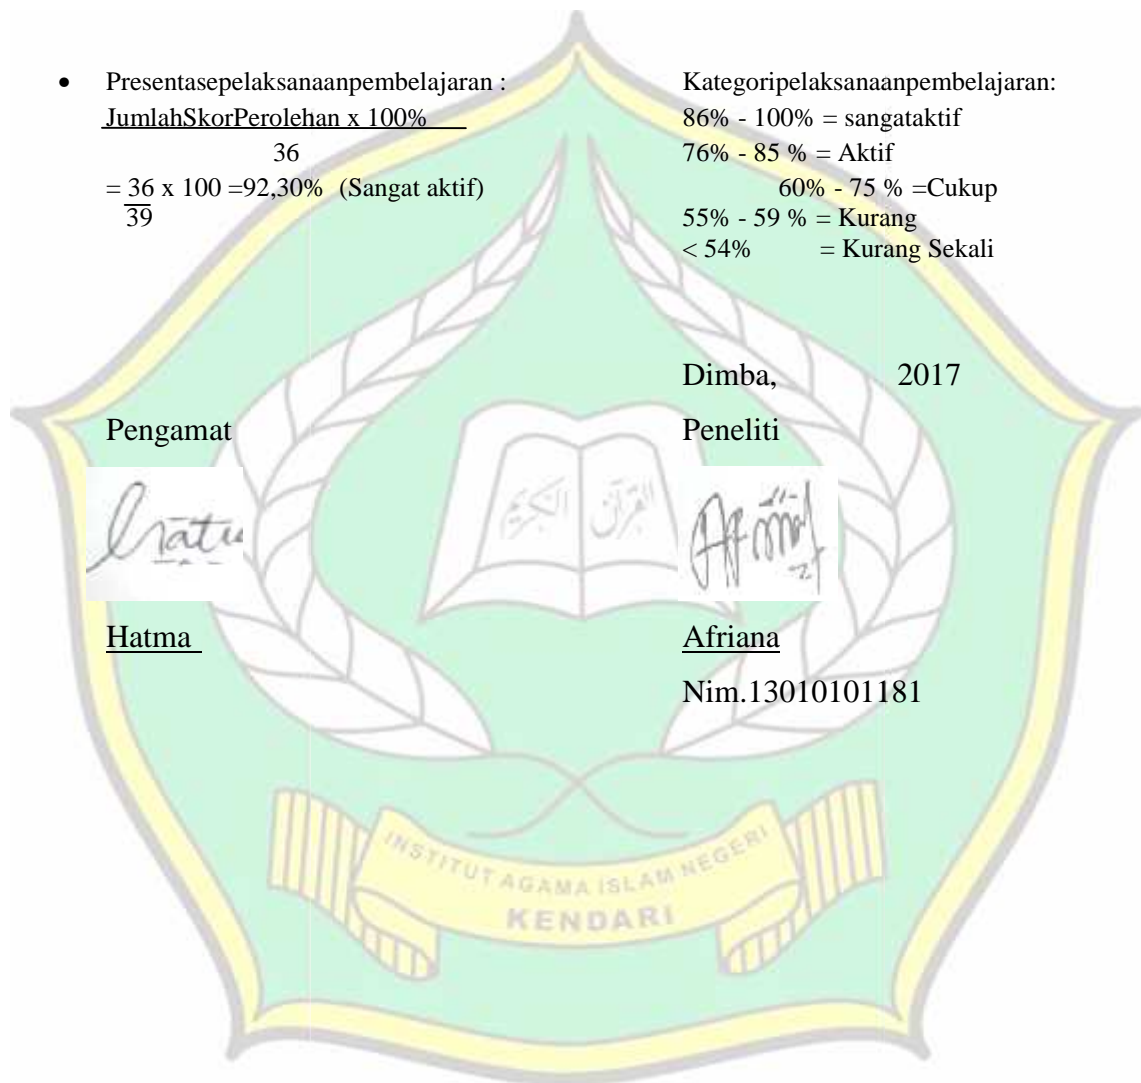 • Presentasepelaksanaanpembelajaran :
JumlahSkorPerolehan x 100%
36
= 36 x 100 =92,30% (Sangat aktif)
39
Kategoripelaksanaanpembelajaran:
86% - 100% = sangataktif
76% - 85 % = Aktif
60% - 75 % =Cukup
55% - 59 % = Kurang
< 54% = Kurang Sekali
Dimba, 2017
Pengamat
Peneliti
Hatma
Afriana
Nim.13010101181
القرآن الكريم
INSTITUT AGAMA ISLAM NEGERI
KENDARI